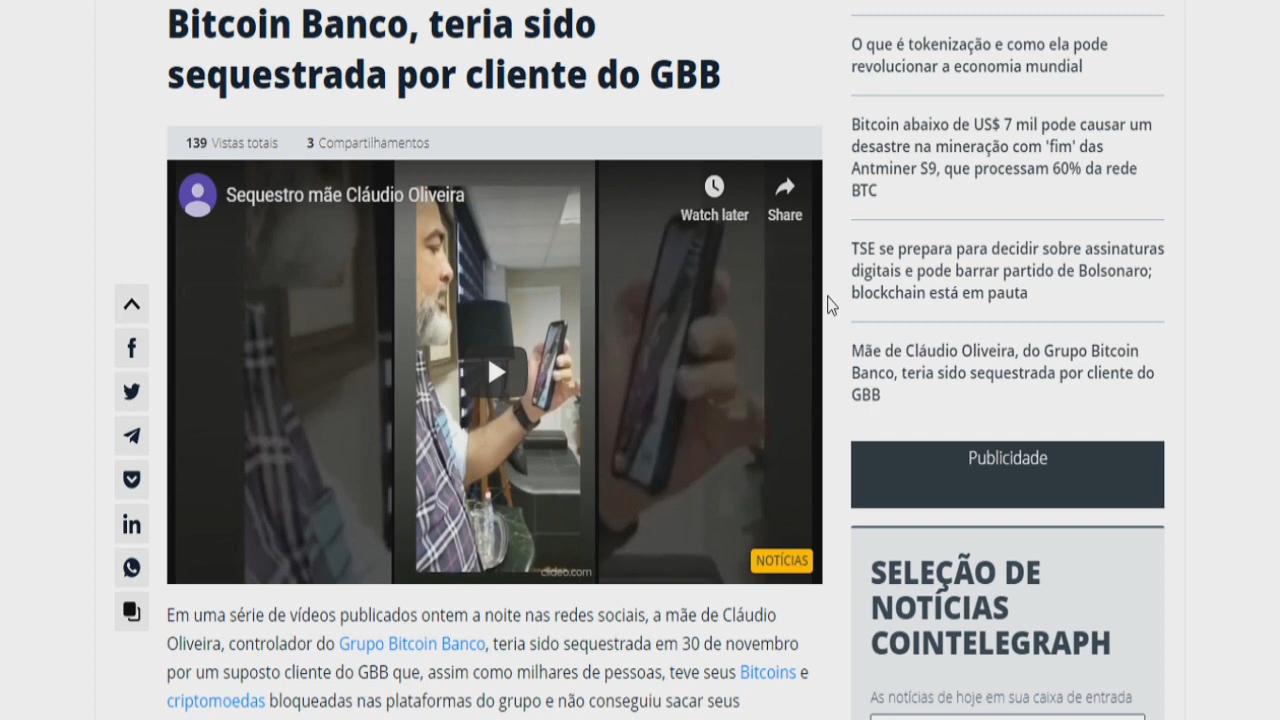 Bitcoin Banco, teria sido
sequestrada por cliente do GBB
139 Vistas totais
3 Compartilhamentos
Sequestro mãe Cláudio Oliveira
Watch later
Share
clideo.com
NOTÍCIAS
Em uma série de vídeos publicados ontem a noite nas redes sociais, a mãe de Cláudio
Oliveira, controlador do Grupo Bitcoin Banco, teria sido sequestrada em 30 de novembro
por um suposto cliente do GBB que, assim como milhares de pessoas, teve seus Bitcoins e
criptomoedas bloqueadas nas plataformas do grupo e não conseguiu sacar seus
O que é tokenização e como ela pode
revolucionar a economia mundial
Bitcoin abaixo de US$ 7 mil pode causar um
desastre na mineração com 'fim' das
Antminer S9, que processam 60% da rede
BTC
TSE se prepara para decidir sobre assinaturas
digitais e pode barrar partido de Bolsonaro;
blockchain está em pauta
Mãe de Cláudio Oliveira, do Grupo Bitcoin
Banco, teria sido sequestrada por cliente do
GBB
Publicidade
SELEÇÃO DE
NOTÍCIAS
COINTELEGRAPH
As notícias de hoje em sua caixa de entrada